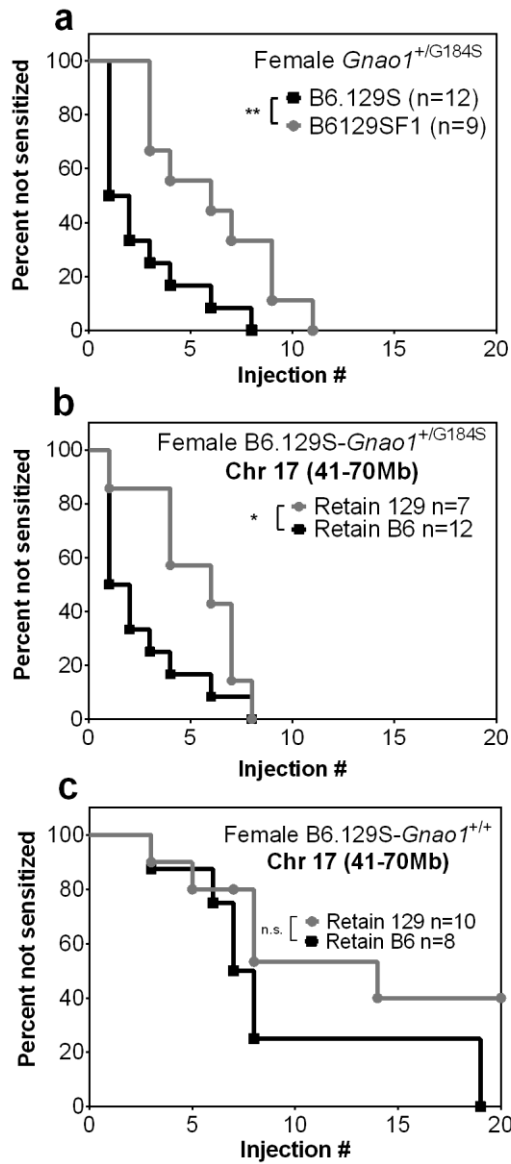 a
Percent not sensitized
100
80
60
40
20
0
Female Gnao1+/G184S
** B6.129S (n=12)
B6129SF1 (n=9)
0 5 10 15 20
Injection #
b
Percent not sensitized
100
80
60
40
20
0
Female B6.129S-Gnao1+/G184S
Chr 17 (41-70Mb)
* Retain 129 n=7
Retain B6 n=12
0 5 10 15 20
Injection #
c
Percent not sensitized
100
80
60
40
20
0
Female B6.129S-Gnao1+/+
Chr 17 (41-70Mb)
n.s. Retain 129 n=10
Retain B6 n=8
0 5 10 15 20
Injection #